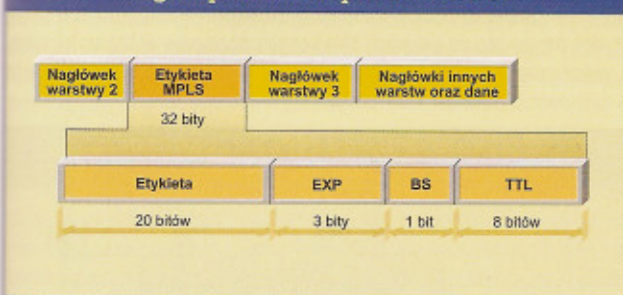 Nagłówek warstwy 2
Etykieta MPLS
Nagłówek warstwy 3
Nagłówki innych warstw oraz dane
32 bity
Etykieta
EXP
BS
TTL
20 bitów
3 bity
1 bit
8 bitów